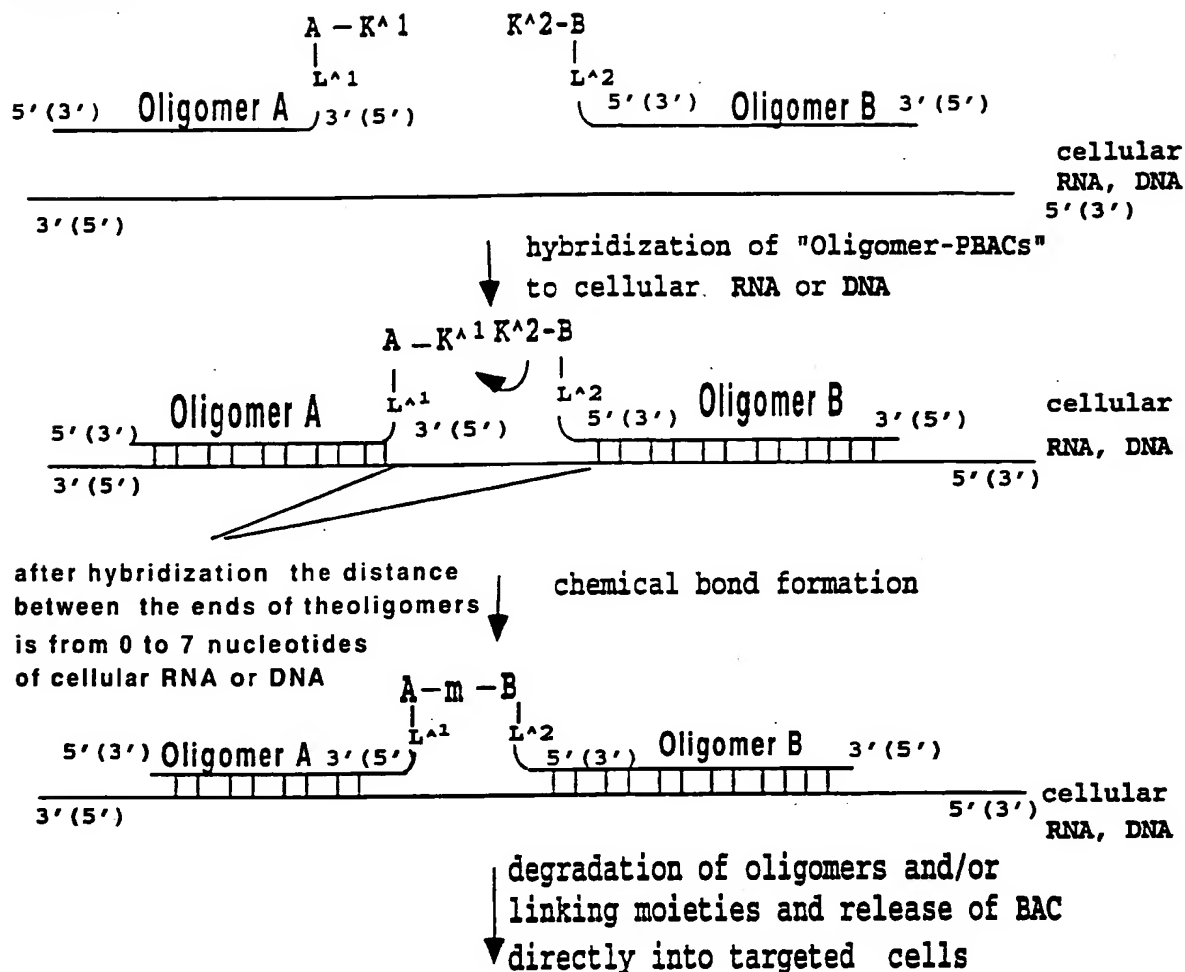 A – K^1 K^2-B
L^1 L^2
5'(3') Oligomer A 3'(5') 5'(3') Oligomer B 3'(5')
cellular
RNA, DNA
3'(5') 5'(3')
hybridization of "Oligomer-PBACs"
to cellular RNA or DNA
A – K^1 K^2-B
L^1 L^2
5'(3') Oligomer A 3'(5') 5'(3') Oligomer B 3'(5')
cellular
RNA, DNA
3'(5') 5'(3')
after hybridization the distance
between the ends of theoligomers
is from 0 to 7 nucleotides
of cellular RNA or DNA
chemical bond formation
A–m –B
L^1 L^2
5'(3') Oligomer A 3'(5') 5'(3') Oligomer B 3'(5')
3'(5') 5'(3') cellular
RNA, DNA
degradation of oligomers and/or
linking moieties and release of BAC
directly into targeted cells